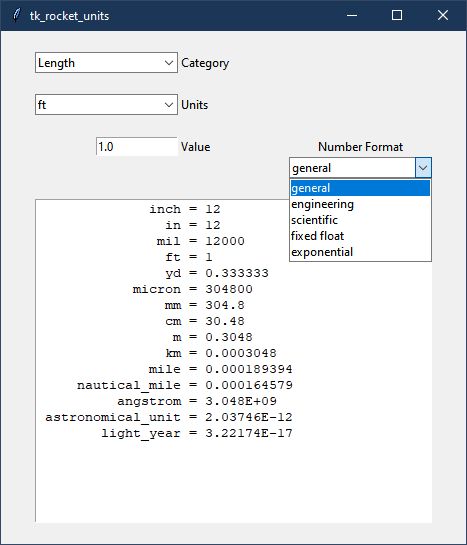 tk_rocket_units
Length Category
ft Units
1.0 Value Number Format
general
general
engineering
scientific
fixed float
exponential
inch = 12
in = 12
mil = 12000
ft = 1
yd = 0.333333
micron = 304800
mm = 304.8
cm = 30.48
m = 0.3048
km = 0.0003048
mile = 0.000189394
nautical_mile = 0.000164579
angstrom = 3.048E+09
astronomical_unit = 2.03746E-12
light_year = 3.22174E-17